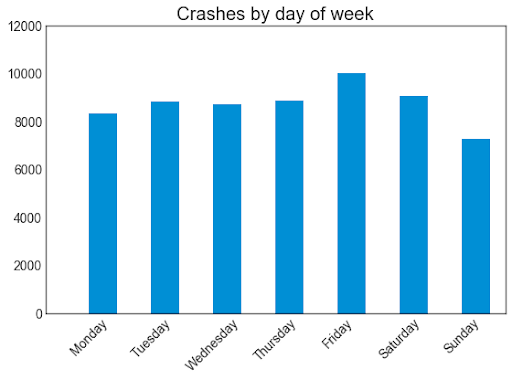 Crashes by day of week
12000
10000
8000
6000
4000
2000
0
Monday
Tuesday
Wednesday
Thursday
Friday
Saturday
Sunday